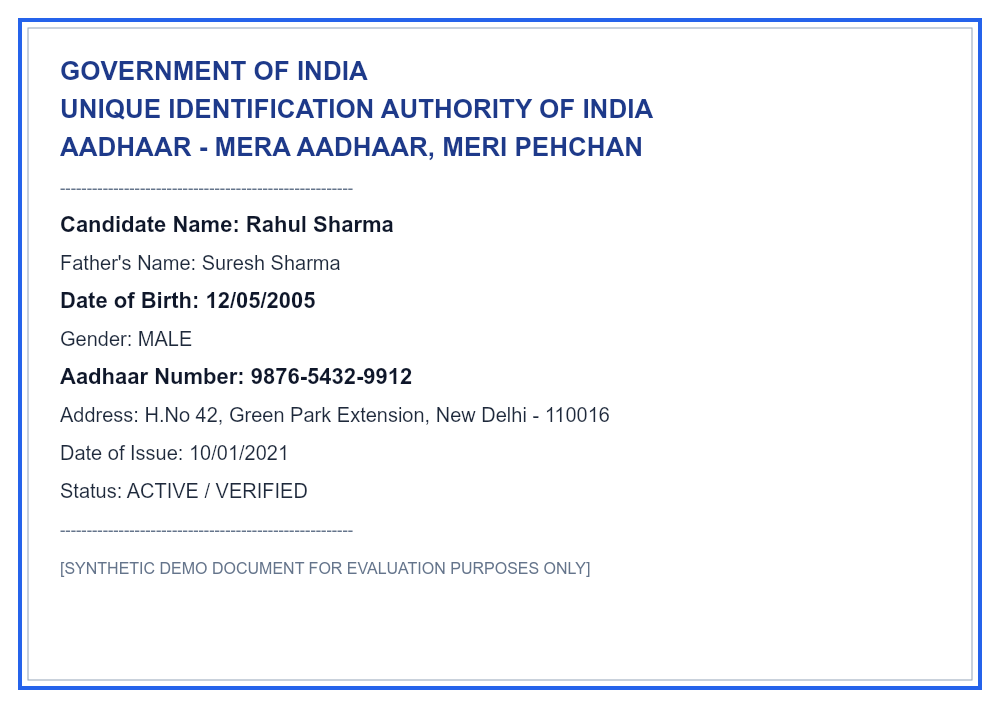 GOVERNMENT OF INDIA
UNIQUE IDENTIFICATION AUTHORITY OF INDIA
AADHAAR - MERA AADHAAR, MERI PEHCHAN
-------------------------------------------------------
Candidate Name: Rahul Sharma
Father's Name: Suresh Sharma
Date of Birth: 12/05/2005
Gender: MALE
Aadhaar Number: 9876-5432-9912
Address: H.No 42, Green Park Extension, New Delhi - 110016
Date of Issue: 10/01/2021
Status: ACTIVE / VERIFIED
-------------------------------------------------------
[SYNTHETIC DEMO DOCUMENT FOR EVALUATION PURPOSES ONLY]